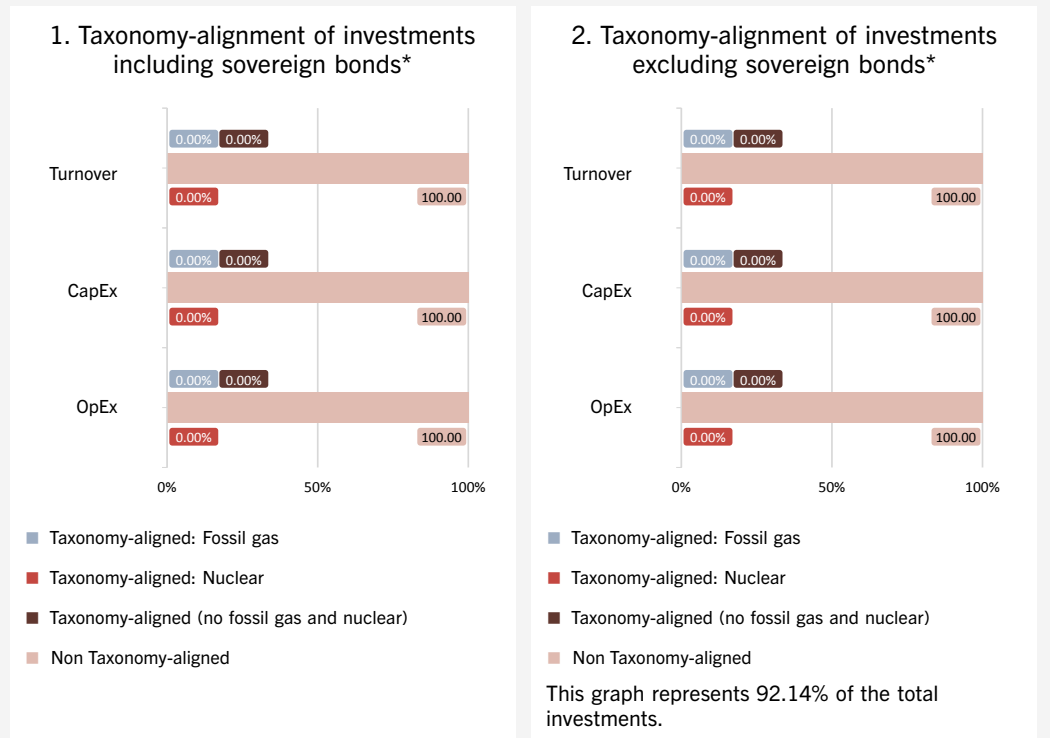 1. Taxonomy-alignment of investments
including sovereign bonds*
0.00% 0.00%
Turnover
0.00% 100.00
0.00% 0.00%
CapEx
0.00% 100.00
0.00% 0.00%
OpEx
0.00% 100.00
0% 50% 100%
Taxonomy-aligned: Fossil gas
Taxonomy-aligned: Nuclear
Taxonomy-aligned (no fossil gas and nuclear)
Non Taxonomy-aligned
2. Taxonomy-alignment of investments
excluding sovereign bonds*
0.00% 0.00%
Turnover
0.00% 100.00
0.00% 0.00%
CapEx
0.00% 100.00
0.00% 0.00%
OpEx
0.00% 100.00
0% 50% 100%
Taxonomy-aligned: Fossil gas
Taxonomy-aligned: Nuclear
Taxonomy-aligned (no fossil gas and nuclear)
Non Taxonomy-aligned
This graph represents 92.14% of the total
investments.